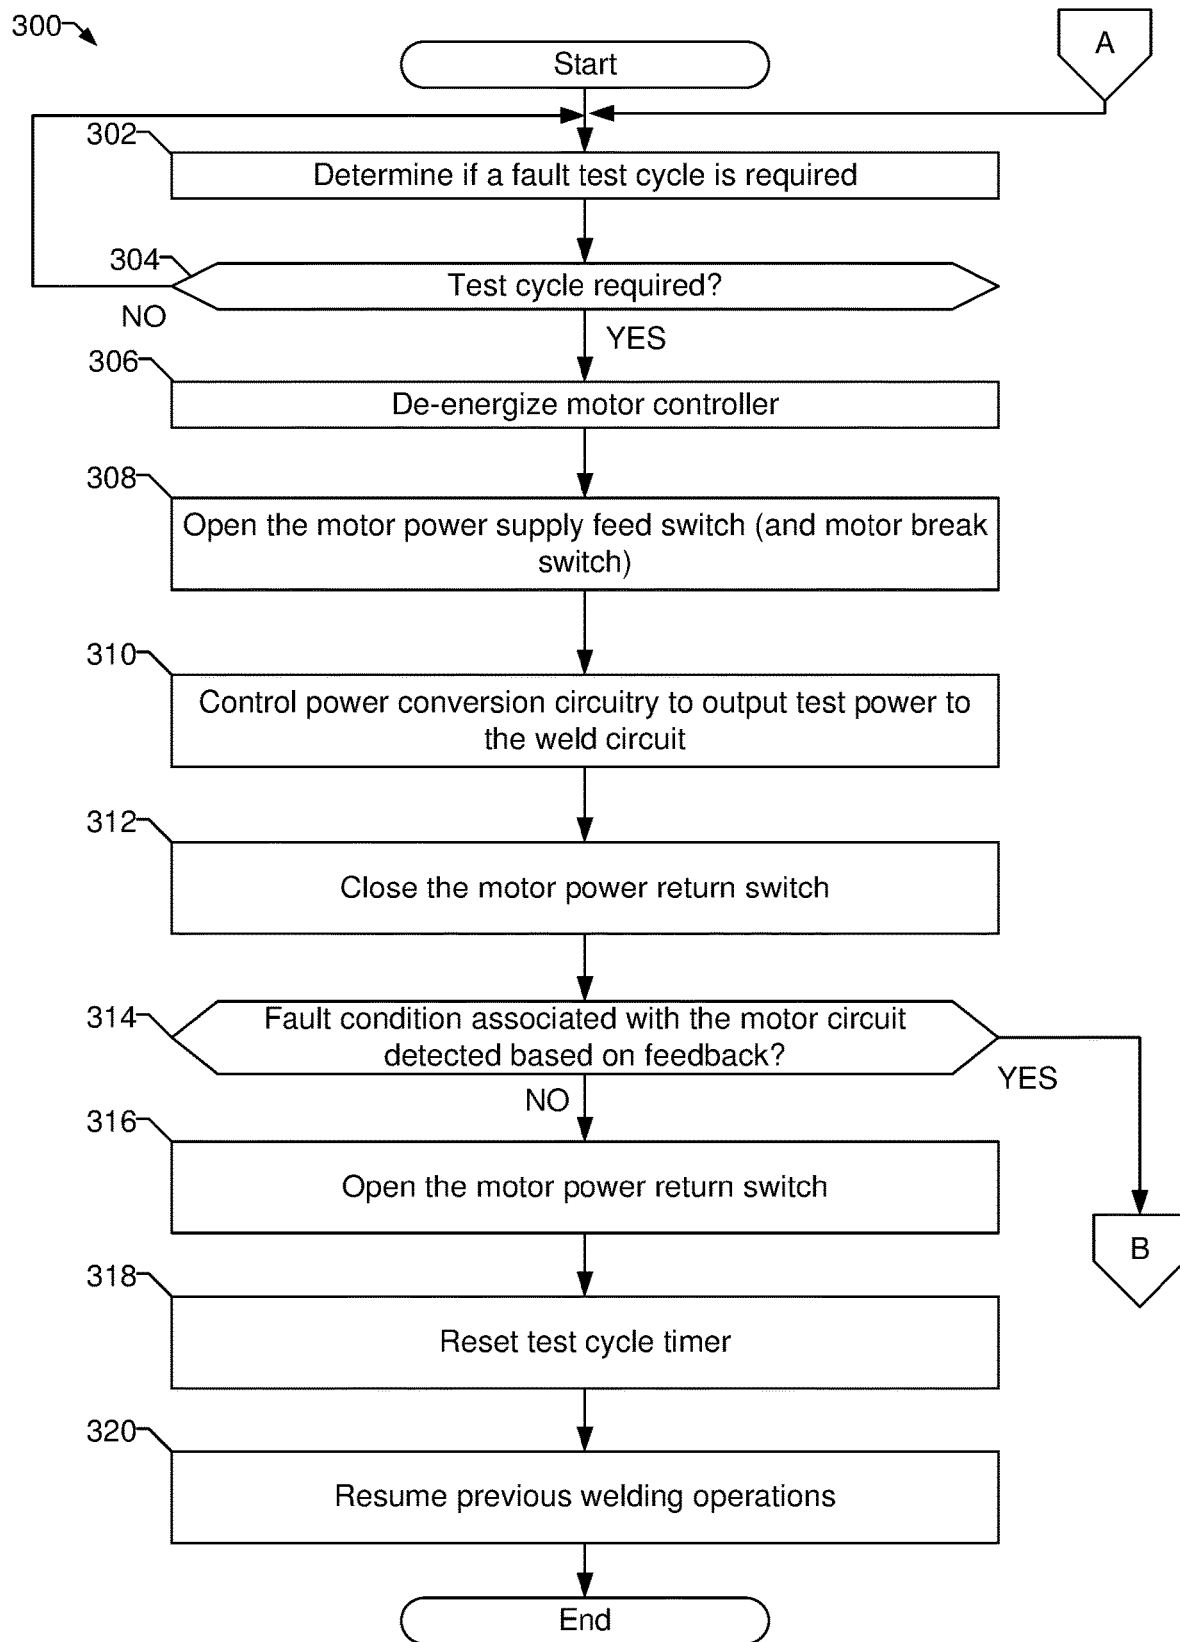 300
A
Start
302
Determine if a fault test cycle is required
304
Test cycle required?
NO
YES
306
De-energize motor controller
308
Open the motor power supply feed switch (and motor break
switch)
310
Control power conversion circuitry to output test power to
the weld circuit
312
Close the motor power return switch
314
Fault condition associated with the motor circuit
detected based on feedback?
YES
NO
316
Open the motor power return switch
B
318
Reset test cycle timer
320
Resume previous welding operations
End